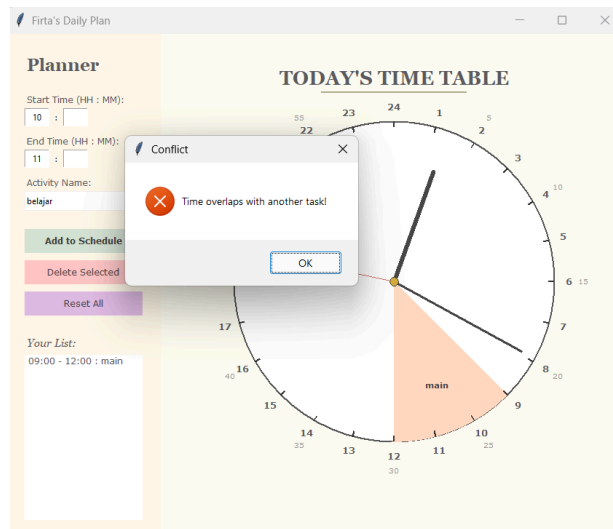 Firta's Daily Plan
Planner
Start Time (HH : MM):
10 :
End Time (HH : MM):
11 :
Activity Name:
belajar
Add to Schedule
Delete Selected
Reset All
Your List:
09:00 - 12:00 : main
Conflict
Time overlaps with another task!
OK
TODAY'S TIME TABLE
24
1
2
3
4
5
6
7
8
9
10
11
12
13
14
15
16
17
22
23
5
10
15
20
25
30
35
40
55
main